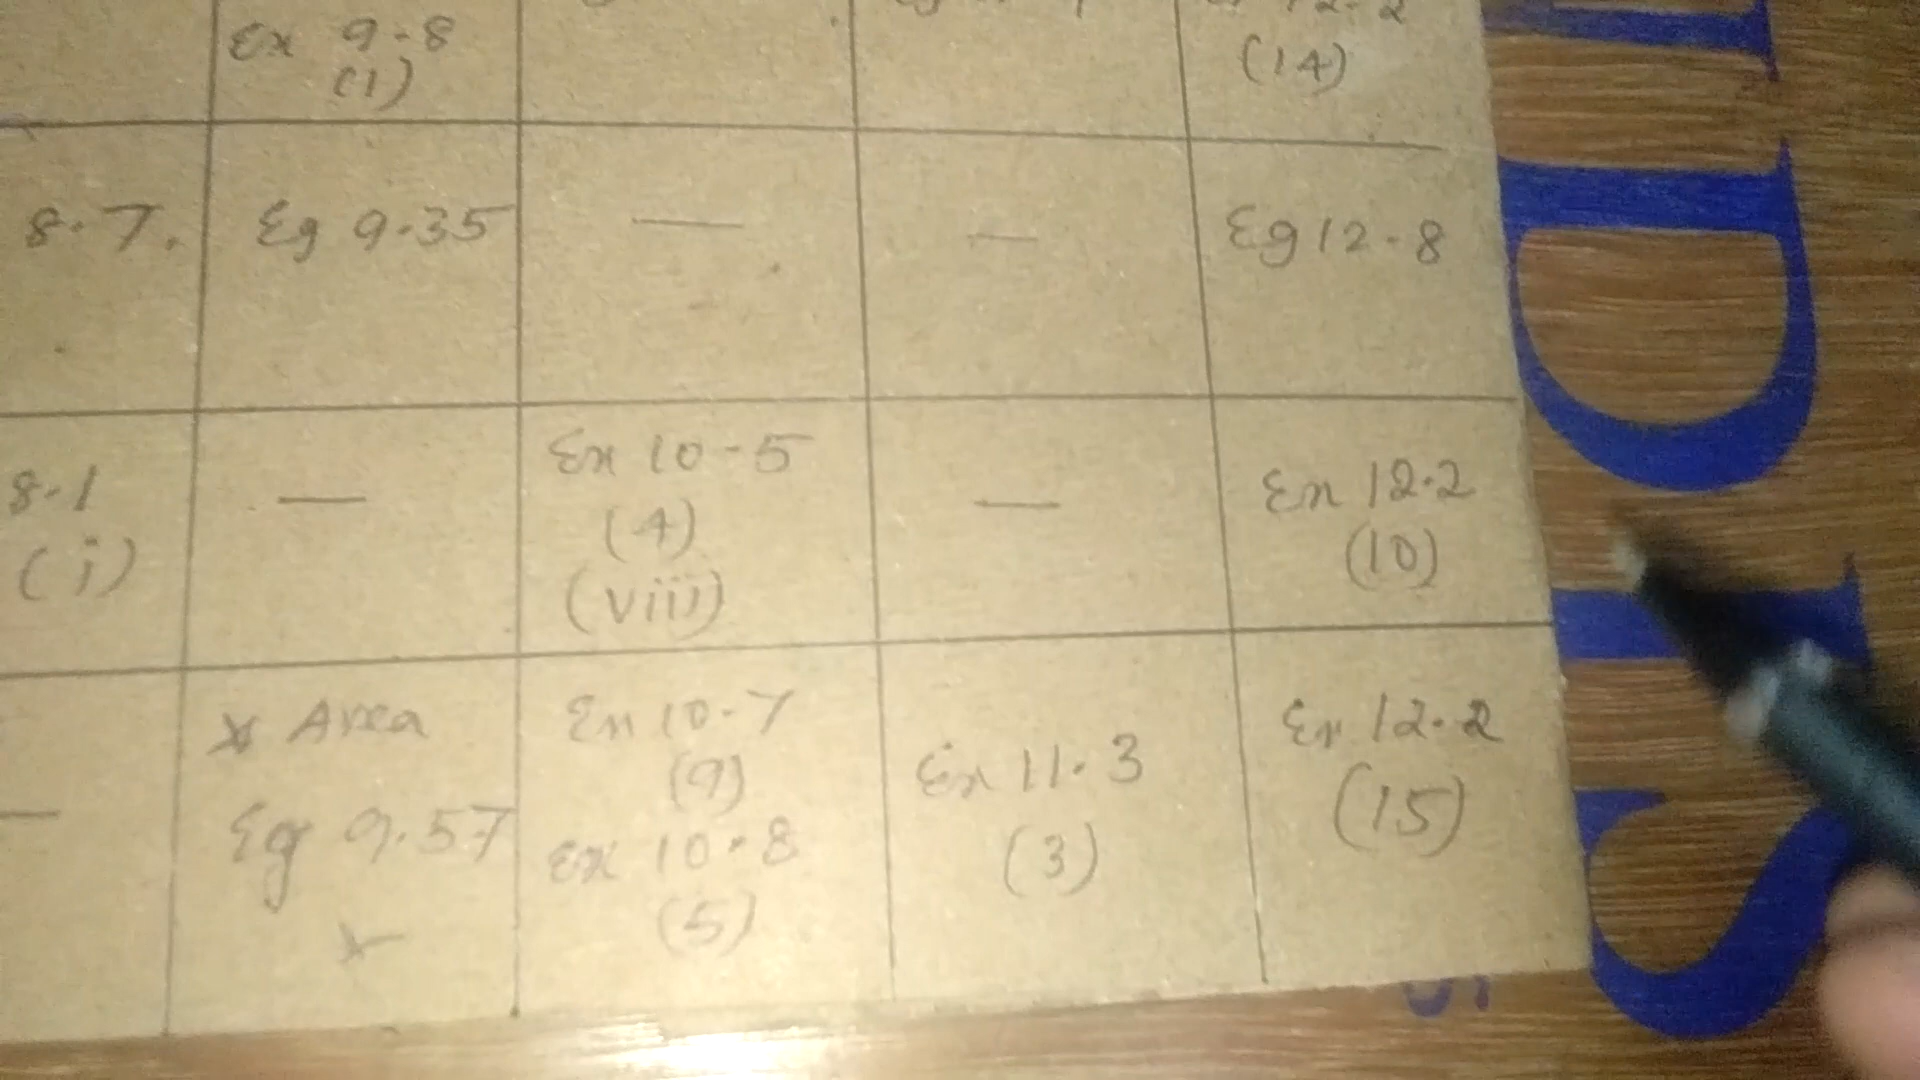 Ex 9.8
(1)
12.2
(14)
8.7.
Eg 9.35
—
—
Eg 12.8
8.1
(i)
—
Ex 10.5
(4)
(viii)
—
Ex 12.2
(10)
—
x Area
Eg 9.57
x
Ex 10.7
(9)
Ex 10.8
(5)
Ex 11.3
(3)
Ex 12.2
(15)